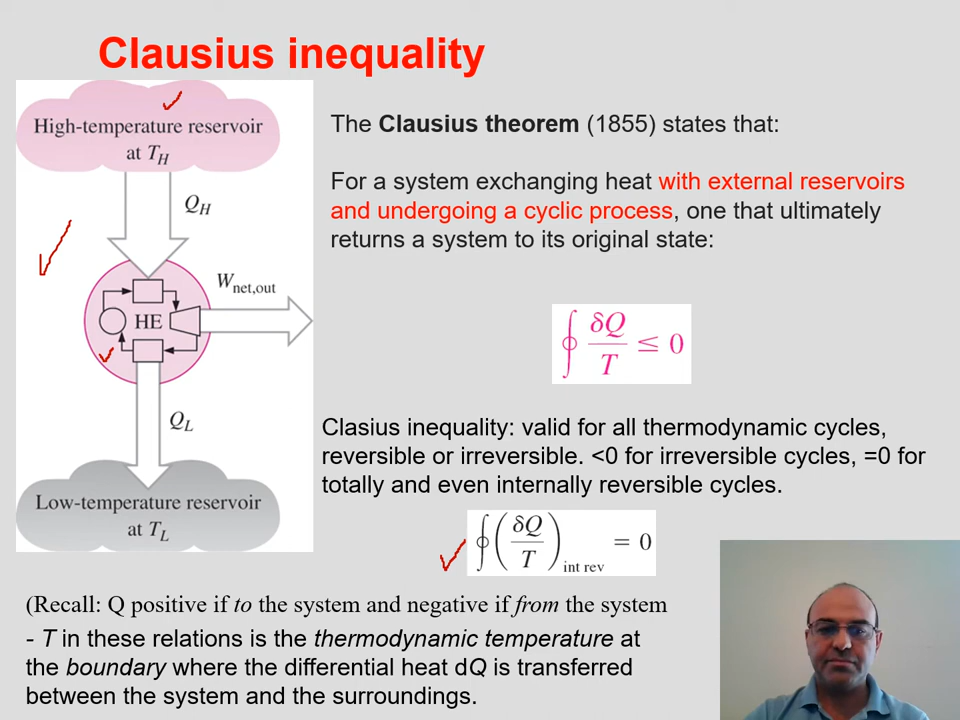 Clausius inequality
High-temperature reservoir
at T_H
Q_H
W_net,out
HE
Q_L
Low-temperature reservoir
at T_L
The Clausius theorem (1855) states that:
For a system exchanging heat with external reservoirs
and undergoing a cyclic process, one that ultimately
returns a system to its original state:
∮ δQ/T ≤ 0
Clasius inequality: valid for all thermodynamic cycles,
reversible or irreversible. <0 for irreversible cycles, =0 for
totally and even internally reversible cycles.
∮ (δQ/T)_int rev = 0
(Recall: Q positive if to the system and negative if from the system
- T in these relations is the thermodynamic temperature at
the boundary where the differential heat dQ is transferred
between the system and the surroundings.